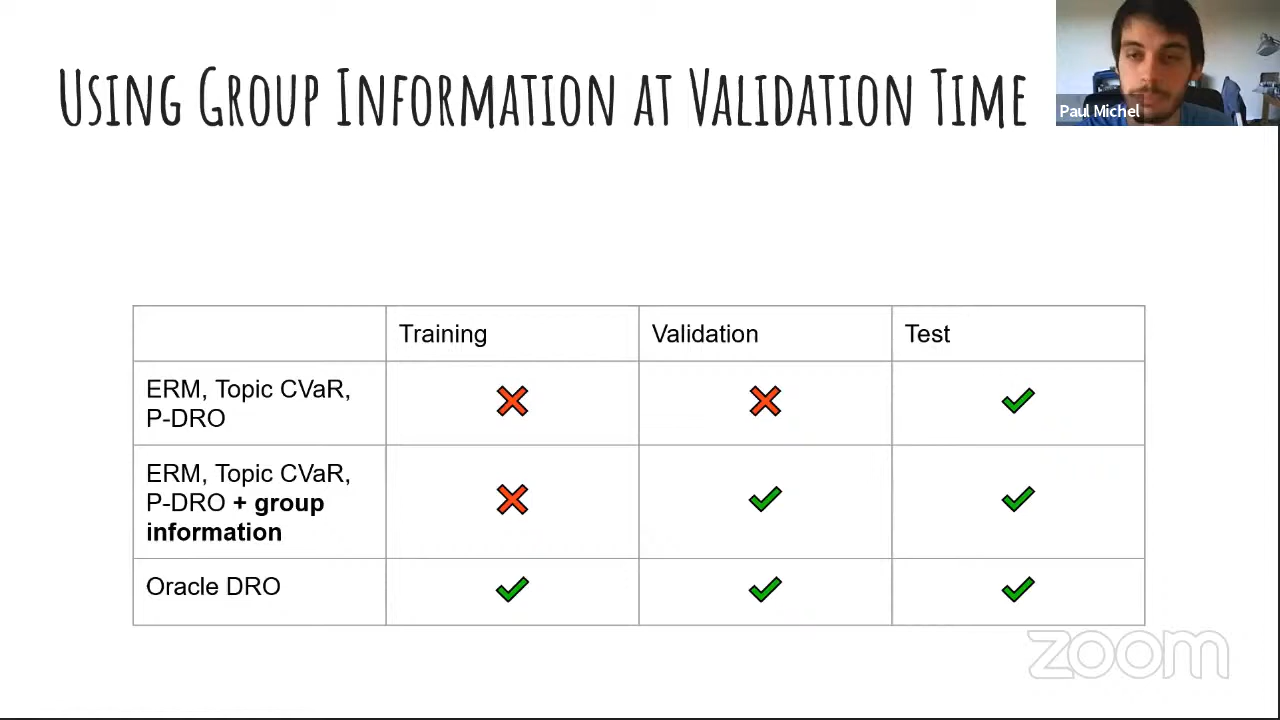 Using Group Information at Validation Time
Paul Michel
Training
Validation
Test
ERM, Topic CVaR,
P-DRO
ERM, Topic CVaR,
P-DRO + group
information
Oracle DRO
zoom